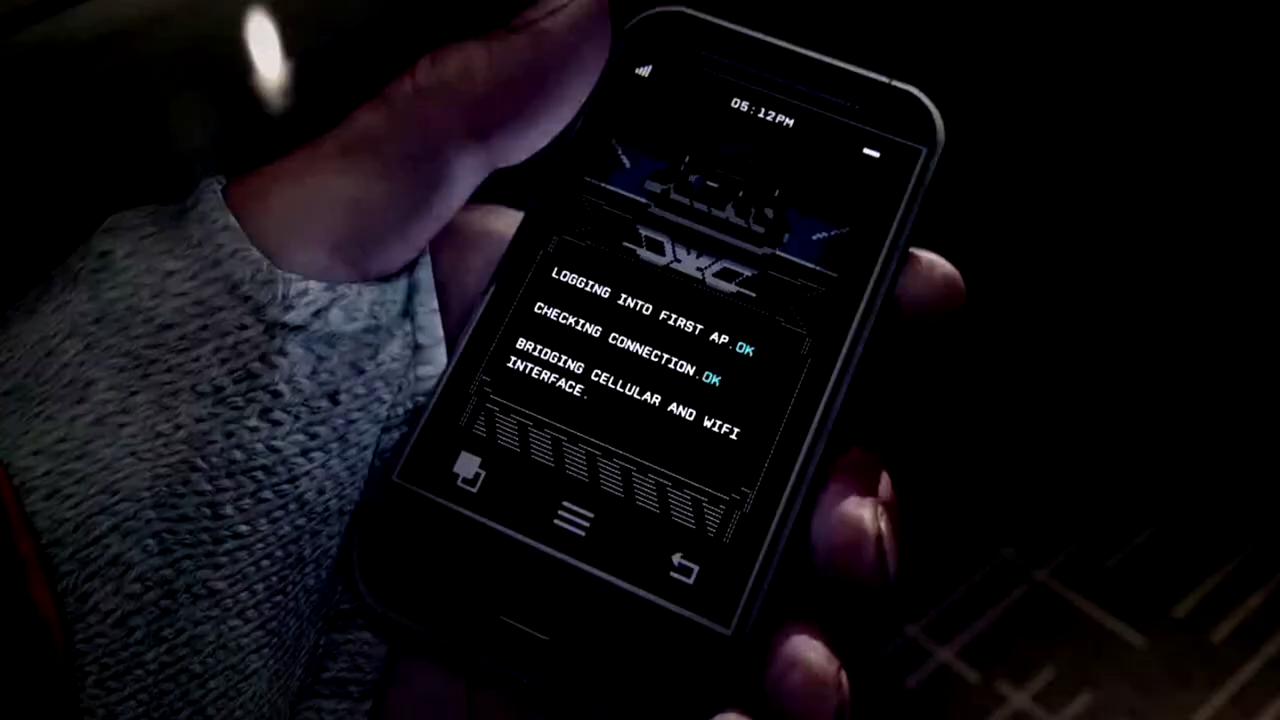 05:12PM
LOGGING INTO FIRST AP.OK
CHECKING CONNECTION.OK
BRIDGING CELLULAR AND WIFI
INTERFACE.